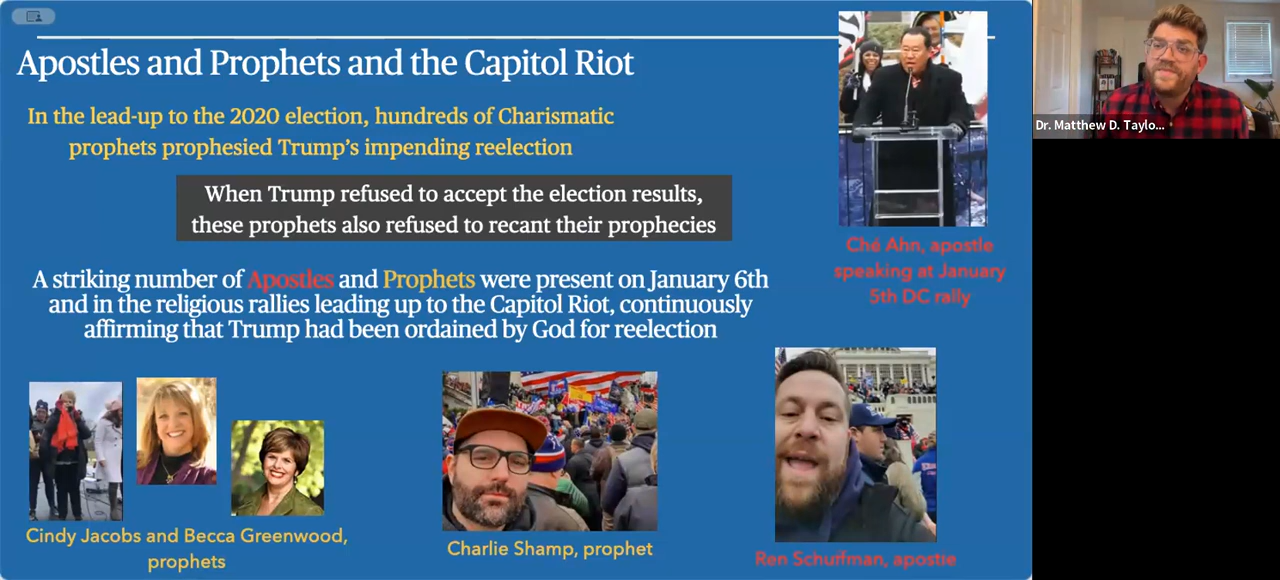 Apostles and Prophets and the Capitol Riot
In the lead-up to the 2020 election, hundreds of Charismatic
prophets prophesied Trump's impending reelection
When Trump refused to accept the election results,
these prophets also refused to recant their prophecies
A striking number of Apostles and Prophets were present on January 6th
and in the religious rallies leading up to the Capitol Riot, continuously
affirming that Trump had been ordained by God for reelection
Ché Ahn, apostle
speaking at January
5th DC rally
Cindy Jacobs and Becca Greenwood,
prophets
Charlie Shamp, prophet
Ren Schuffman, apostle
Dr. Matthew D. Taylo...